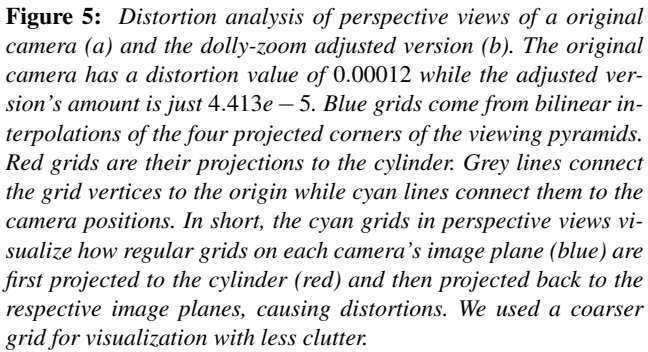 Figure 5: Distortion analysis of perspective views of a original
camera (a) and the dolly-zoom adjusted version (b). The original
camera has a distortion value of 0.00012 while the adjusted ver-
sion's amount is just 4.413e − 5. Blue grids come from bilinear in-
terpolations of the four projected corners of the viewing pyramids.
Red grids are their projections to the cylinder. Grey lines connect
the grid vertices to the origin while cyan lines connect them to the
camera positions. In short, the cyan grids in perspective views vi-
sualize how regular grids on each camera's image plane (blue) are
first projected to the cylinder (red) and then projected back to the
respective image planes, causing distortions. We used a coarser
grid for visualization with less clutter.